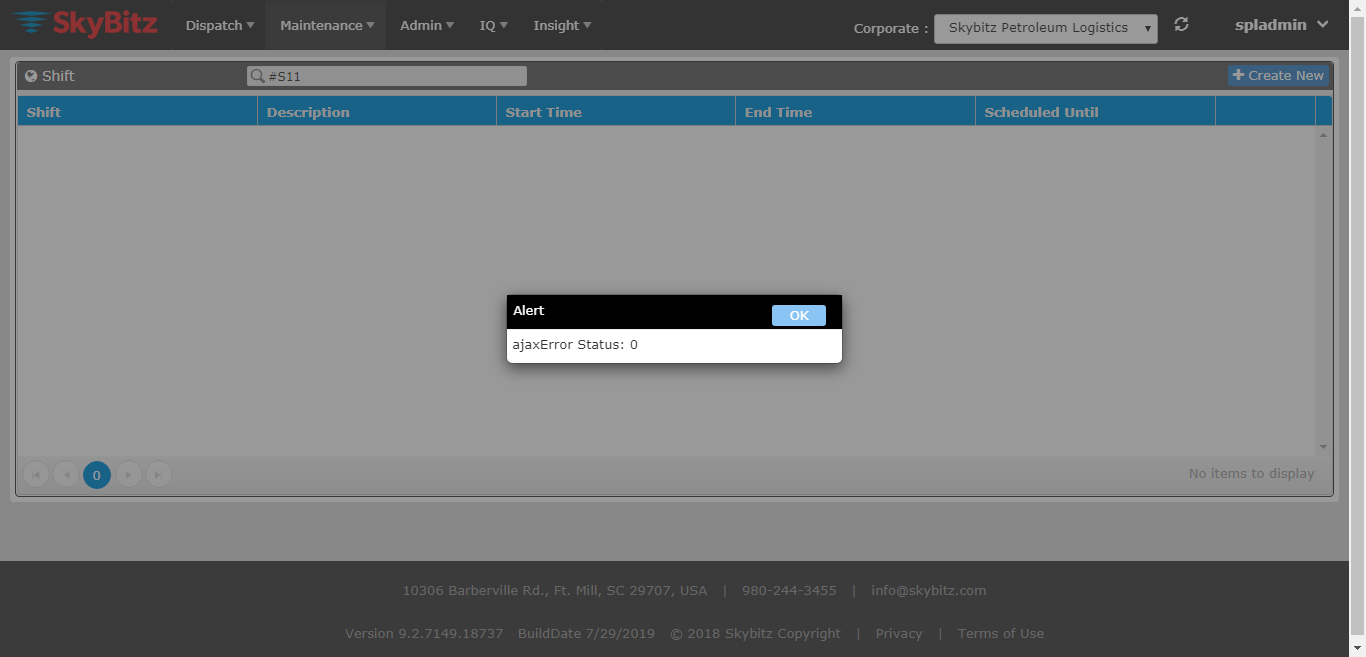 SkyBitz Dispatch Maintenance Admin IQ Insight Corporate : Skybitz Petroleum Logistics spladmin
Shift #S11 Create New
Shift Description Start Time End Time Scheduled Until
Alert OK
ajaxError Status: 0
0 No items to display
10306 Barberville Rd., Ft. Mill, SC 29707, USA | 980-244-3455 | info@skybitz.com
Version 9.2.7149.18737 BuildDate 7/29/2019 © 2018 Skybitz Copyright | Privacy | Terms of Use